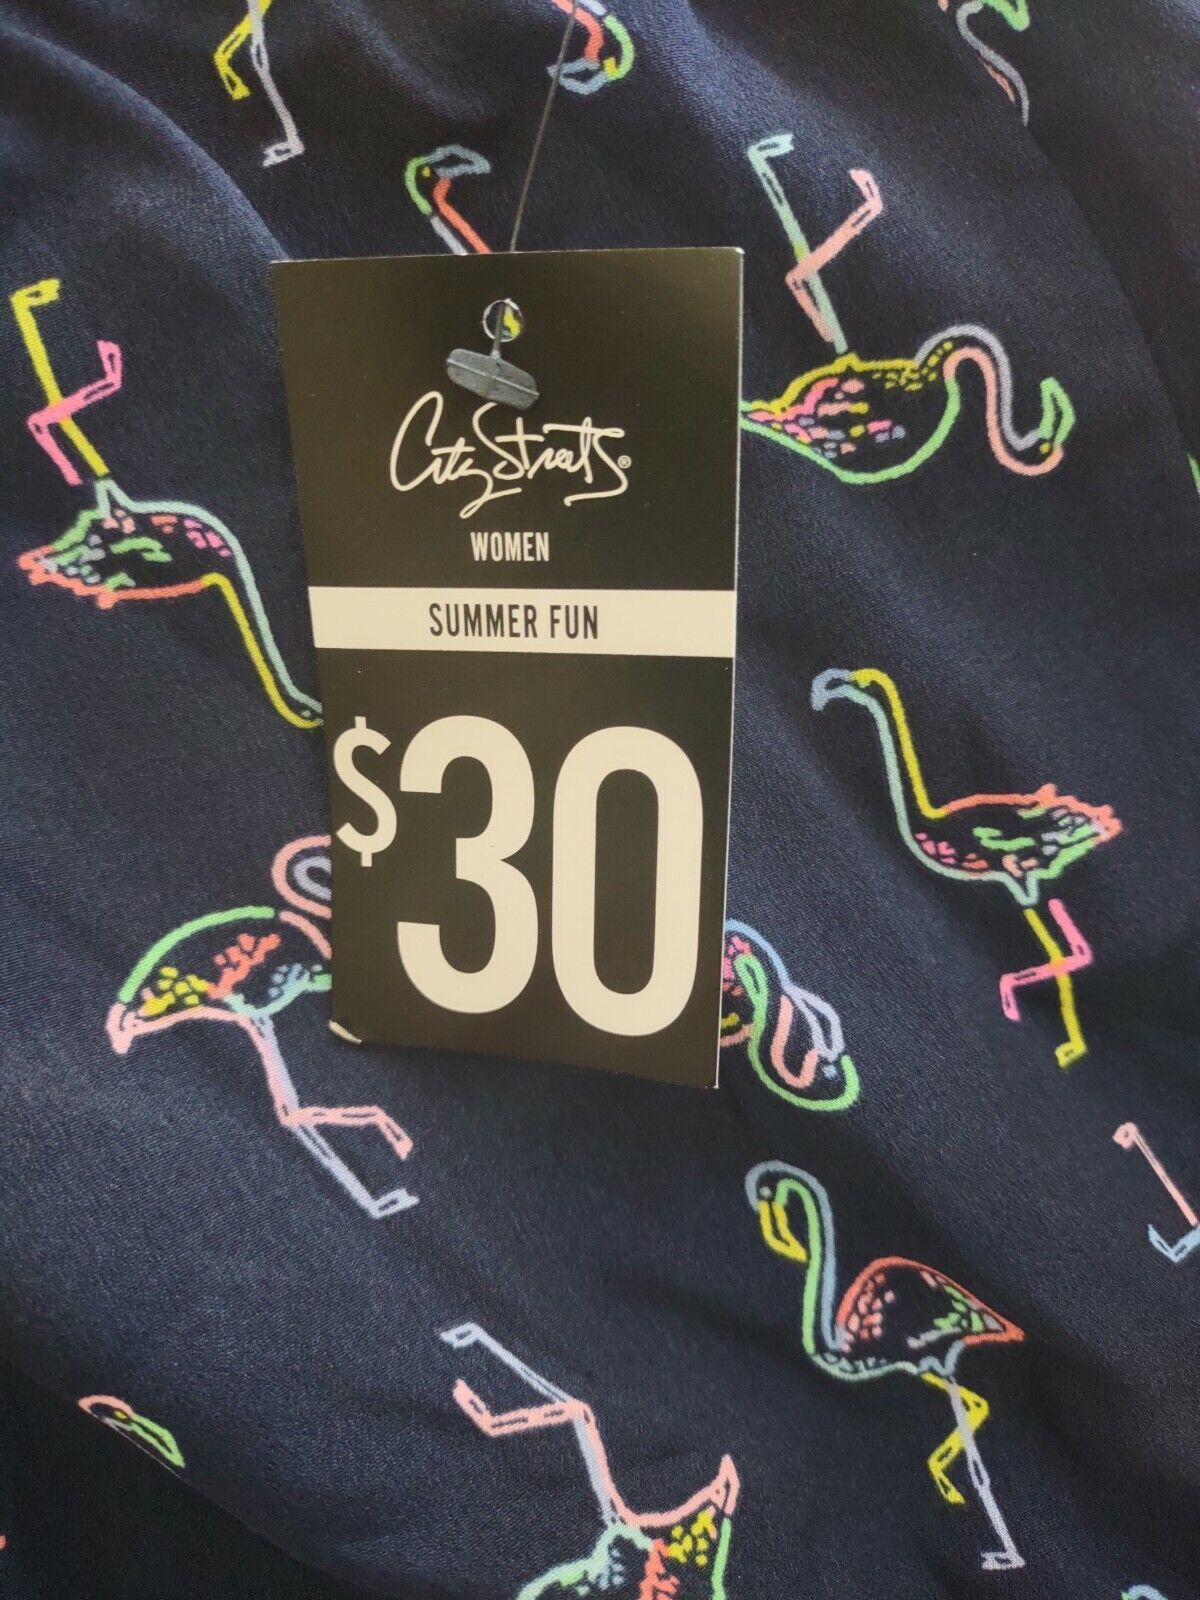 City Streets®
WOMEN
SUMMER FUN
$30